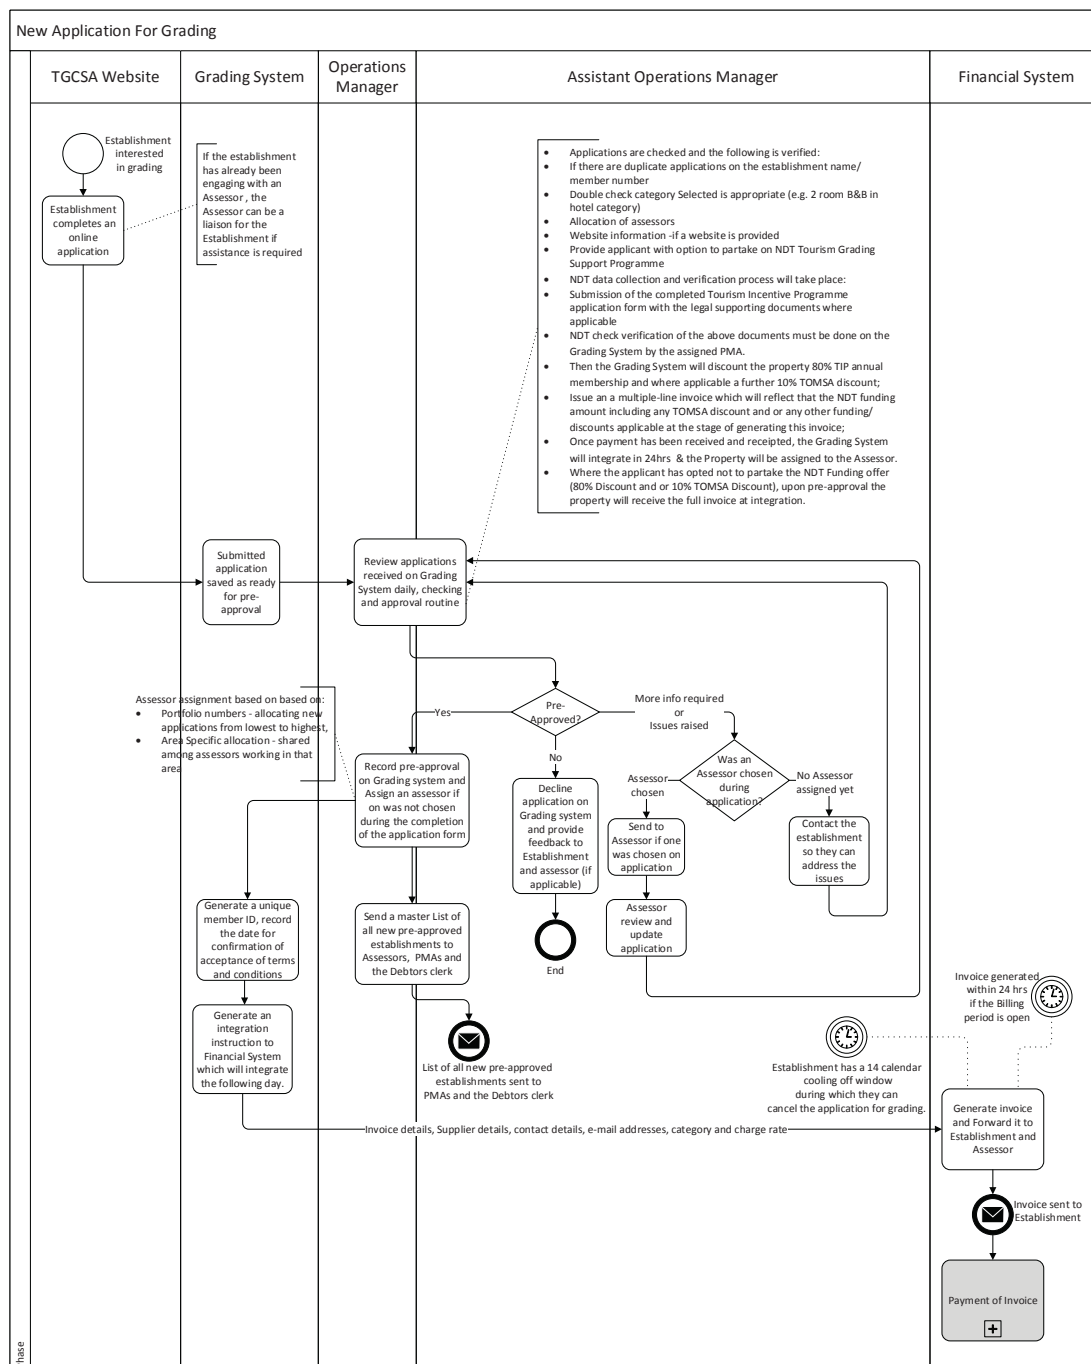 New Application For Grading
TGCSA Website
Grading System
Operations
Manager
Assistant Operations Manager
Financial System
Establishment
interested
in grading
Establishment
completes an
online
application
If the establishment
has already been
engaging with an
Assessor , the
Assessor can be a
liaison for the
Establishment if
assistance is required
• Applications are checked and the following is verified:
• If there are duplicate applications on the establishment name/
member number
• Double check category Selected is appropriate (e.g. 2 room B&B in
hotel category)
• Allocation of assessors
• Website information -if a website is provided
• Provide applicant with option to partake on NDT Tourism Grading
Support Programme
• NDT data collection and verification process will take place:
• Submission of the completed Tourism Incentive Programme
application form with the legal supporting documents where
applicable
• NDT check verification of the above documents must be done on the
Grading System by the assigned PMA.
• Then the Grading System will discount the property 80% TIP annual
membership and where applicable a further 10% TOMSA discount;
• Issue an a multiple-line invoice which will reflect that the NDT funding
amount including any TOMSA discount and or any other funding/
discounts applicable at the stage of generating this invoice;
• Once payment has been received and receipted, the Grading System
will integrate in 24hrs & the Property will be assigned to the Assessor.
• Where the applicant has opted not to partake the NDT Funding offer
(80% Discount and or 10% TOMSA Discount), upon pre-approval the
property will receive the full invoice at integration.
Submitted
application
saved as ready
for pre-
approval
Review applications
received on Grading
System daily, checking
and approval routine
Assessor assignment based on based on:
• Portfolio numbers - allocating new
applications from lowest to highest,
• Area Specific allocation - shared
among assessors working in that
area
Yes
Pre-
Approved?
More info required
or
Issues raised
No
Was an
Assessor chosen
during
application?
Assessor
chosen
No Assessor
assigned yet
Record pre-approval
on Grading system and
Assign an assessor if
on was not chosen
during the completion
of the application form
Decline
application on
Grading system
and provide
feedback to
Establishment
and assessor (if
applicable)
Send to
Assessor if one
was chosen on
application
Contact the
establishment
so they can
address the
issues
Generate a unique
member ID, record
the date for
confirmation of
acceptance of terms
and conditions
Send a master List of
all new pre-approved
establishments to
Assessors, PMAs and
the Debtors clerk
Assessor
review and
update
application
End
Generate an
integration
instruction to
Financial System
which will integrate
the following day.
List of all new pre-approved
establishments sent to
PMAs and the Debtors clerk
Invoice generated
within 24 hrs
if the Billing
period is open
Establishment has a 14 calendar
cooling off window
during which they can
cancel the application for grading.
Invoice details, Supplier details, contact details, e-mail addresses, category and charge rate
Generate invoice
and Forward it to
Establishment and
Assessor
Invoice sent to
Establishment
Payment of Invoice
hase